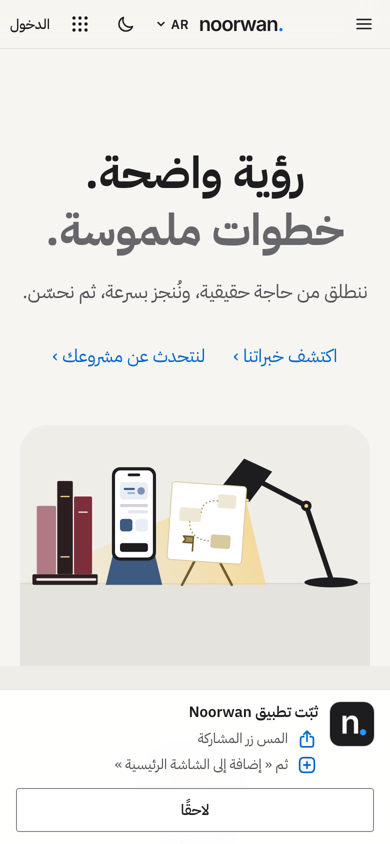 noorwan.
AR
الدخول
رؤية واضحة.
خطوات ملموسة.
ننطلق من حاجة حقيقية، ونُنجز بسرعة، ثم نحسّن.
اكتشف خبراتنا ›
لنتحدث عن مشروعك ›
n.
ثبّت تطبيق Noorwan
المس زر المشاركة
ثم « إضافة إلى الشاشة الرئيسية »
لاحقًا